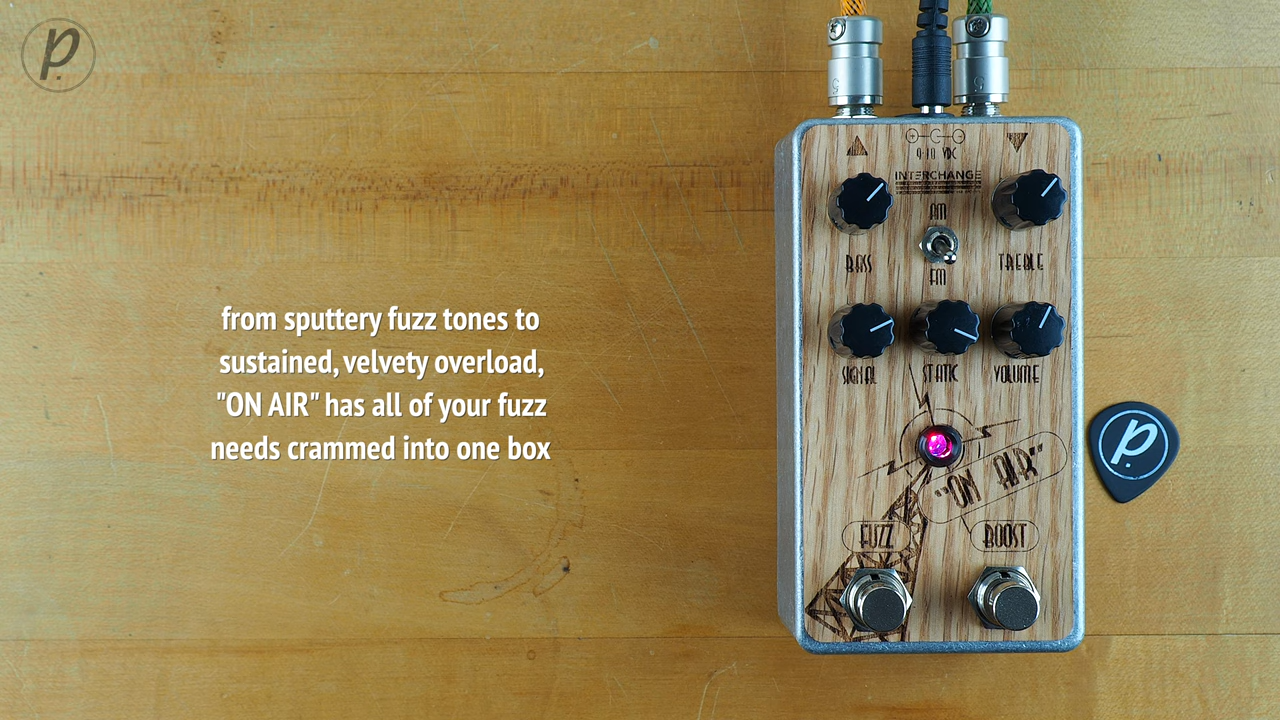 p.
from sputtery fuzz tones to
sustained, velvety overload,
"ON AIR" has all of your fuzz
needs crammed into one box
9-18 VDC
INTERCHANGE
AM
BASS
TREBLE
FM
SIGNAL
STATIC
VOLUME
"ON AIR"
FUZZ
BOOST
p.